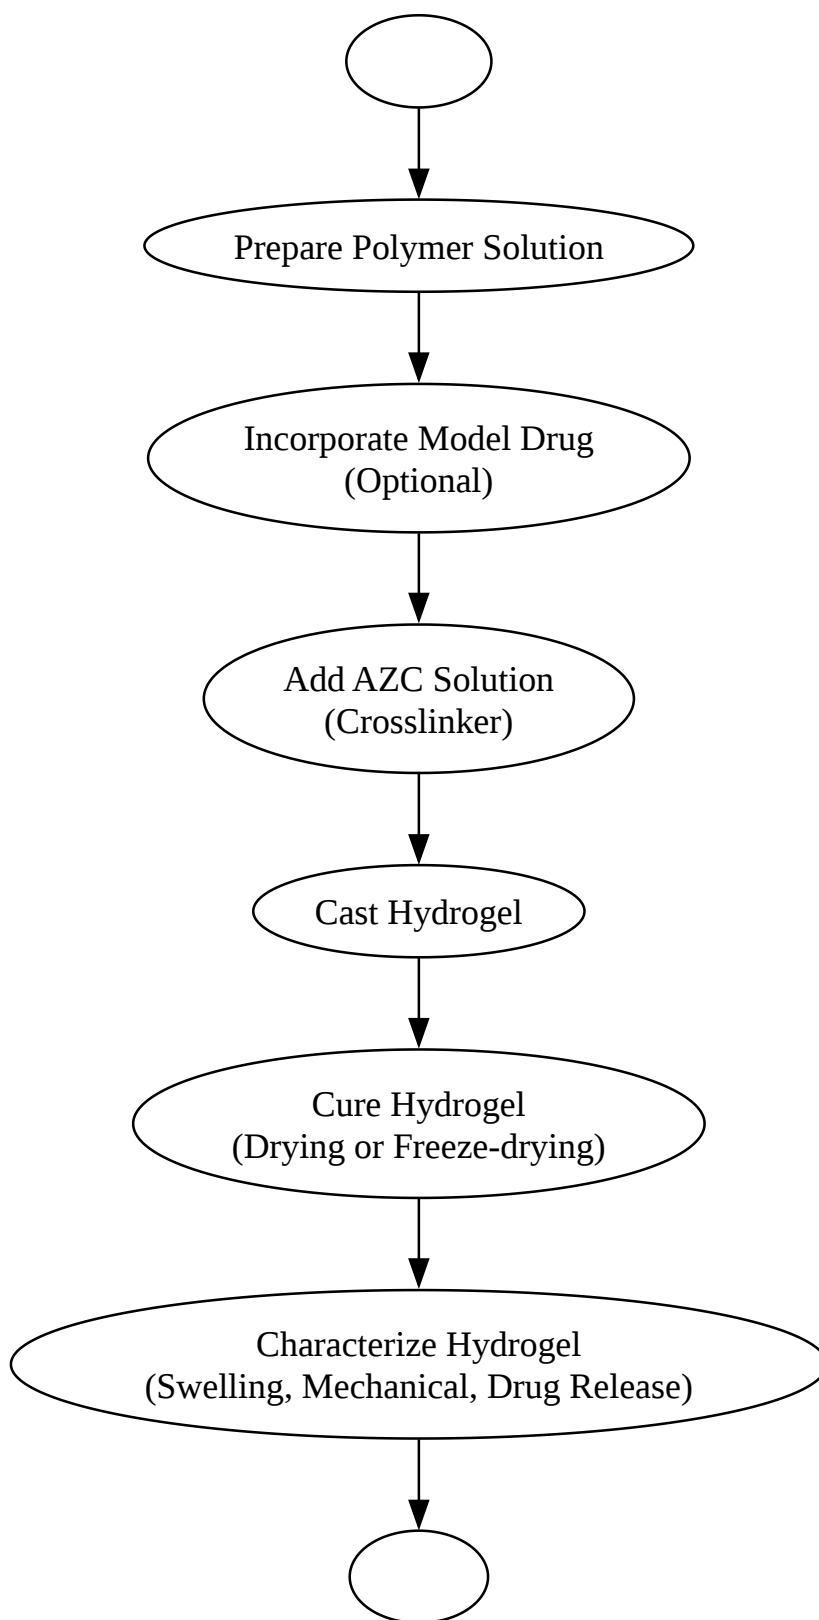 Prepare Polymer Solution
Incorporate Model Drug
(Optional)
Add AZC Solution
(Crosslinker)
Cast Hydrogel
Cure Hydrogel
(Drying or Freeze-drying)
Characterize Hydrogel
(Swelling, Mechanical, Drug Release)